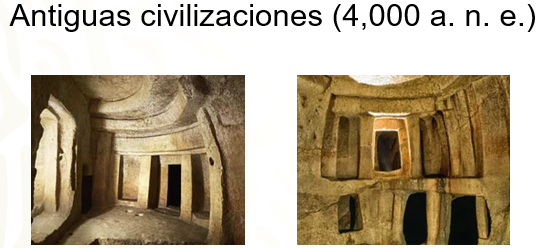 Antiguas civilizaciones (4,000 a. n. e.)